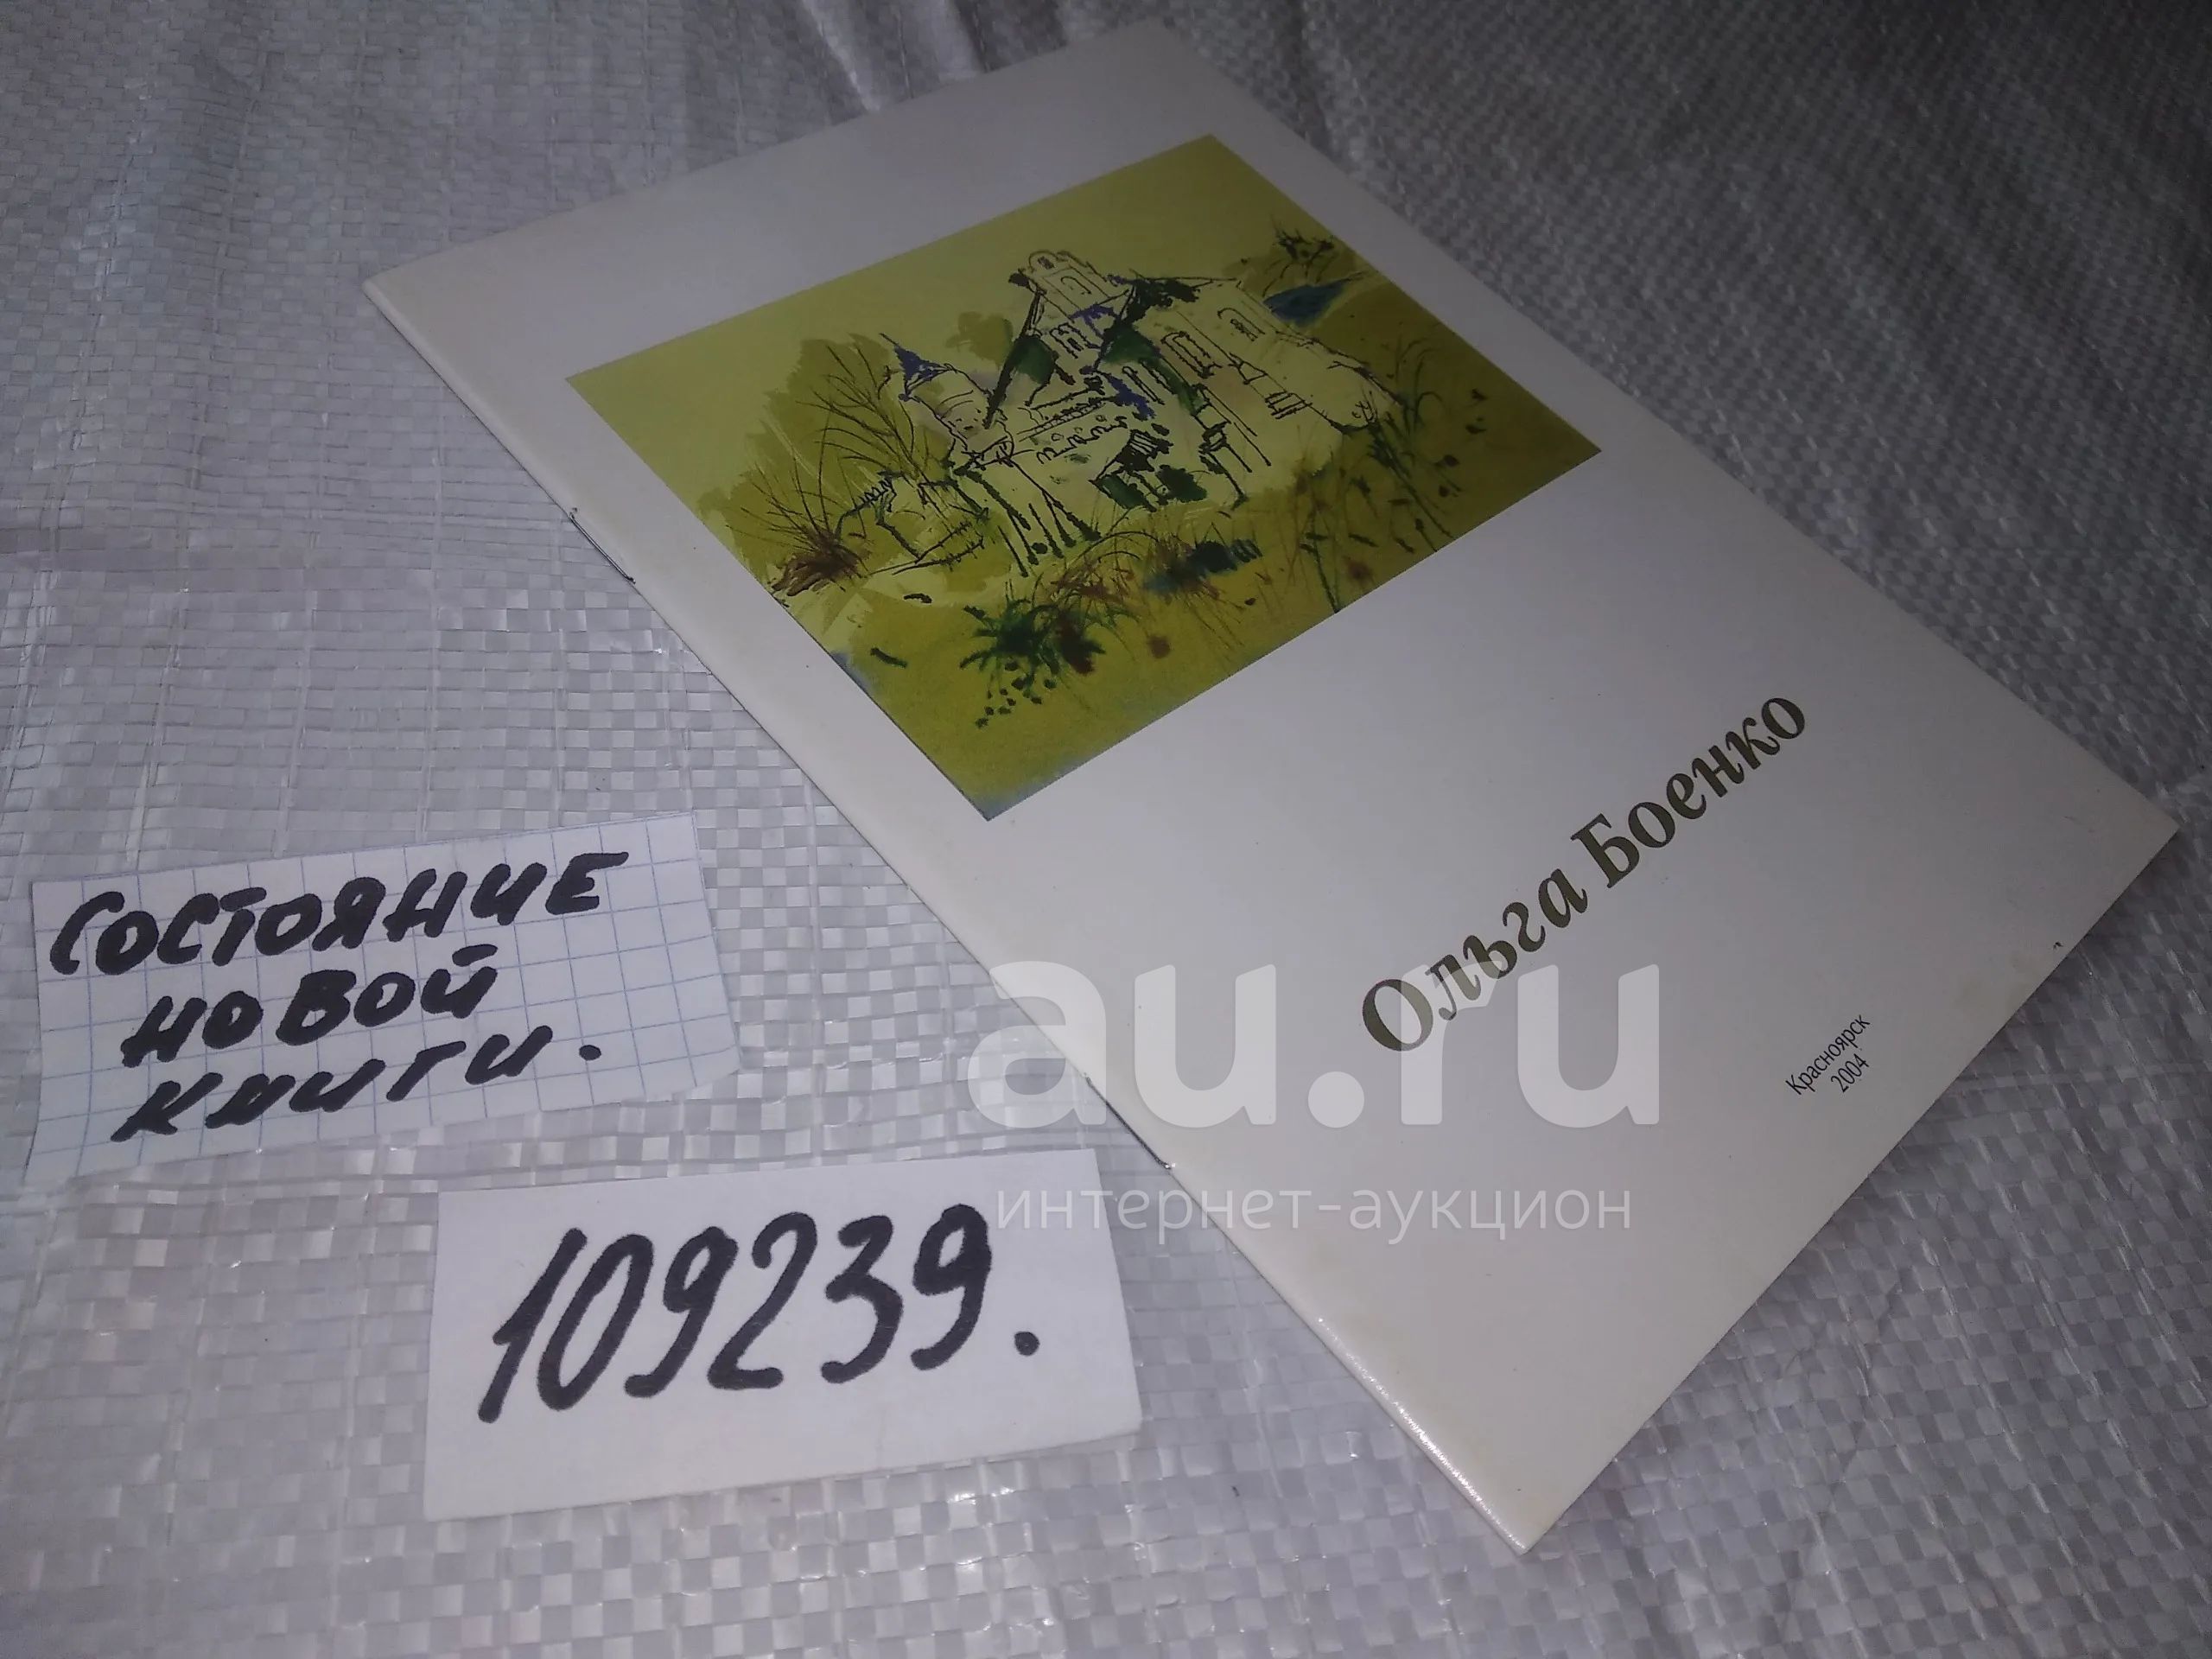 Ольга Боенко
Красноярск
2004
СОСТОЯНИЕ
НОВОЙ
КНИГИ.
109239.
au.ru
интернет-аукцион